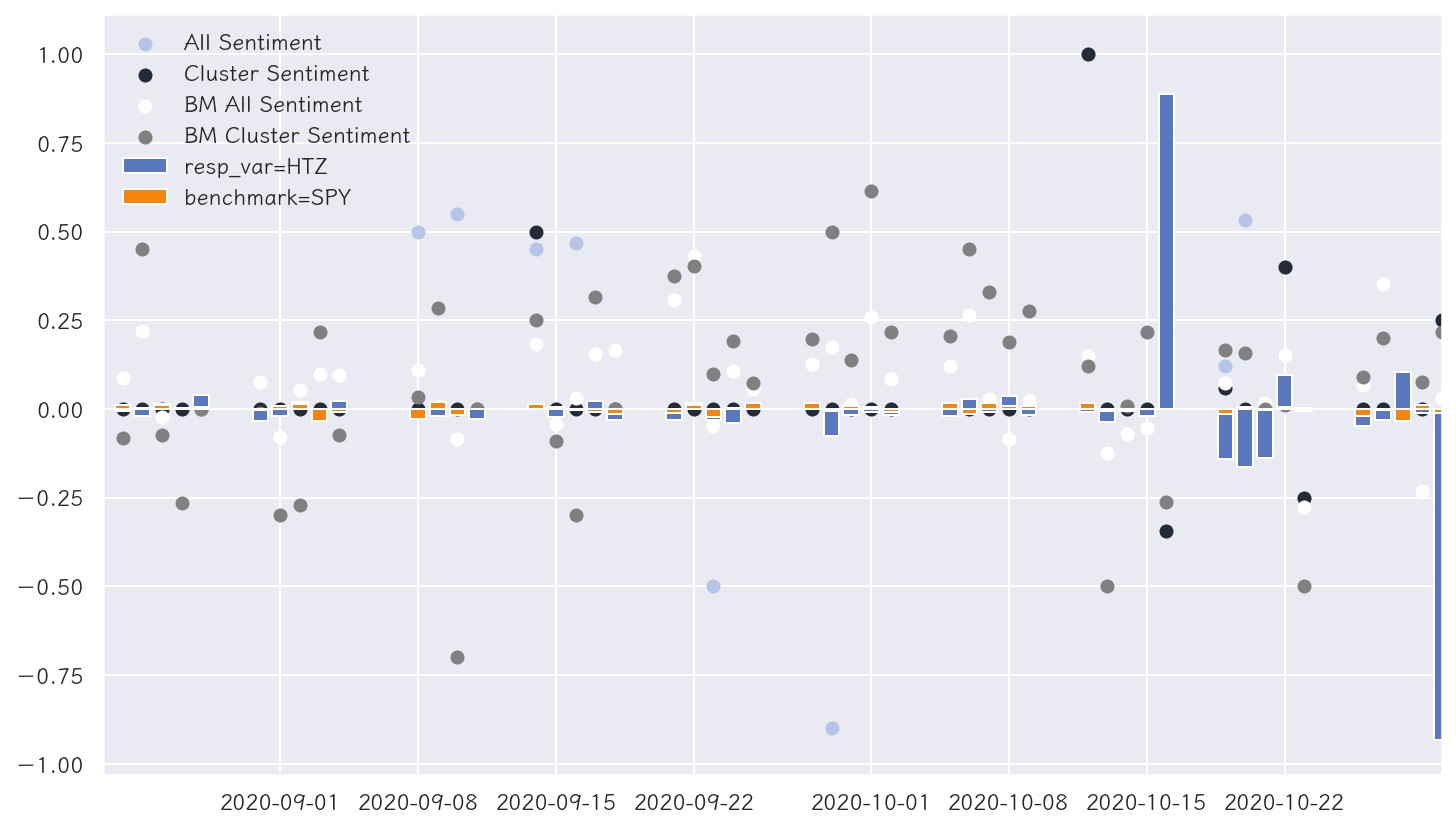 1.00
0.75
0.50
0.25
0.00
−0.25
−0.50
−0.75
−1.00
All Sentiment
Cluster Sentiment
BM All Sentiment
BM Cluster Sentiment
resp_var=HTZ
benchmark=SPY
2020-09-01 2020-09-08 2020-09-15 2020-09-22 2020-10-01 2020-10-08 2020-10-15 2020-10-22